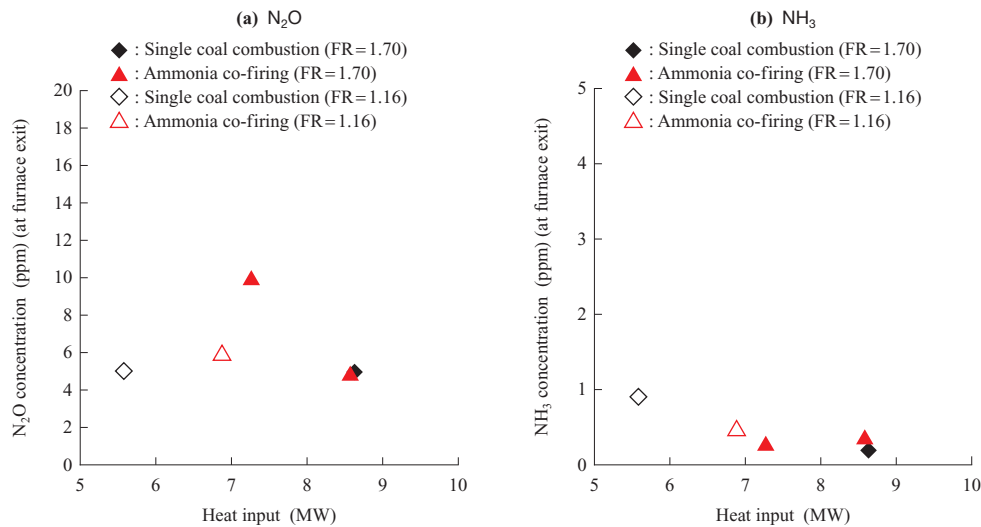 (a) N₂O
◆ : Single coal combustion (FR=1.70)
▲ : Ammonia co-firing (FR=1.70)
◇ : Single coal combustion (FR=1.16)
△ : Ammonia co-firing (FR=1.16)
20
18
16
14
12
10
8
6
4
2
0
5 6 7 8 9 10
Heat input (MW)
N₂O concentration (ppm) (at furnace exit)
(b) NH₃
◆ : Single coal combustion (FR=1.70)
▲ : Ammonia co-firing (FR=1.70)
◇ : Single coal combustion (FR=1.16)
△ : Ammonia co-firing (FR=1.16)
5
4
3
2
1
0
5 6 7 8 9 10
Heat input (MW)
NH₃ concentration (ppm) (at furnace exit)